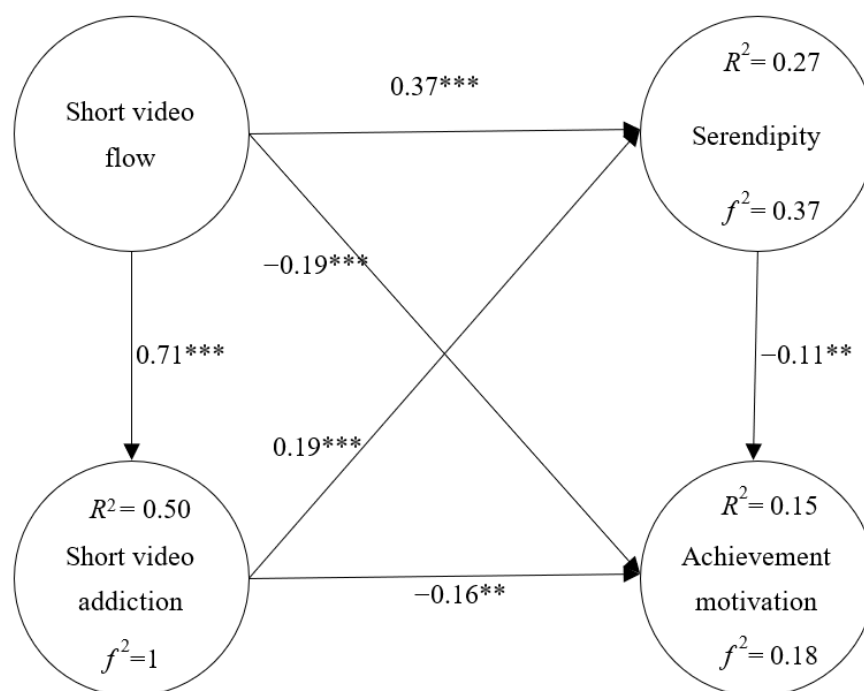 Short video
flow
0.37***
R² = 0.27
Serendipity
f² = 0.37
−0.19***
0.71***
−0.11**
0.19***
R² = 0.50
Short video
addiction
f²=1
−0.16**
R² = 0.15
Achievement
motivation
f² = 0.18